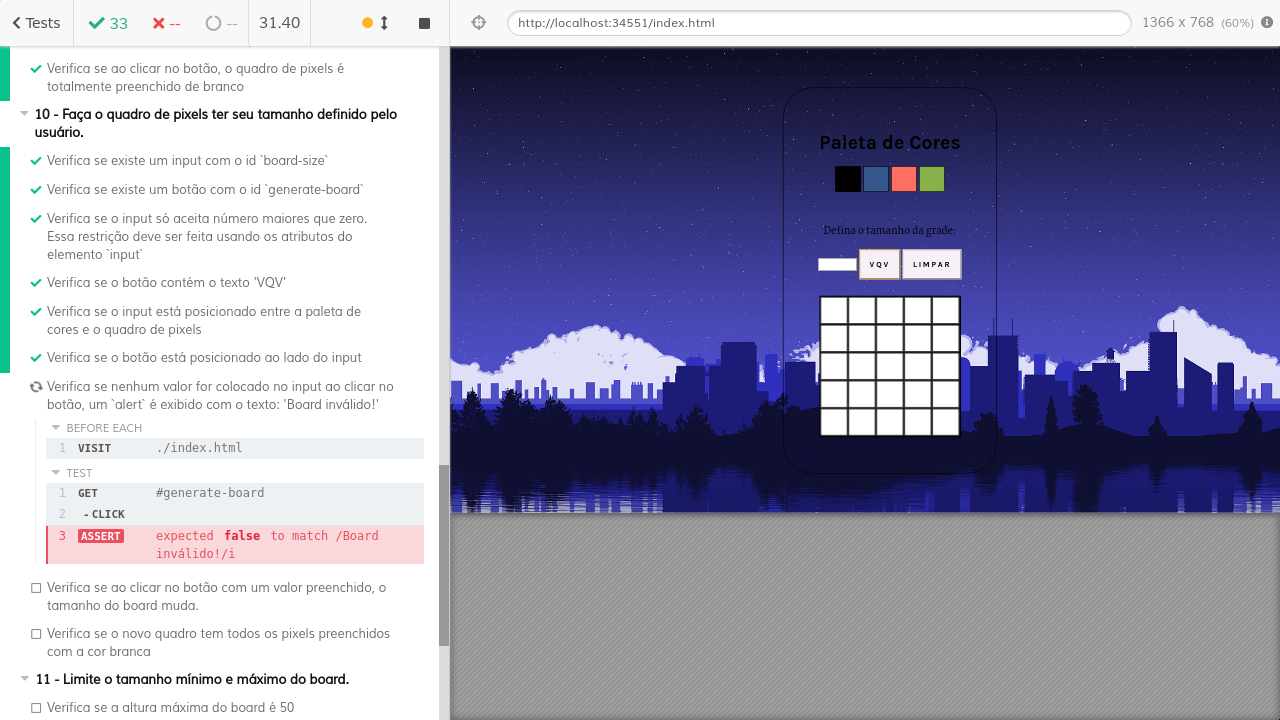 Tests
33
--
--
31.40
http://localhost:34551/index.html
1366 x 768 (60%)
Verifica se ao clicar no botão, o quadro de pixels é
totalmente preenchido de branco
10 - Faça o quadro de pixels ter seu tamanho definido pelo
usuário.
Verifica se existe um input com o id `board-size`
Verifica se existe um botão com o id `generate-board`
Verifica se o input só aceita número maiores que zero.
Essa restrição deve ser feita usando os atributos do
elemento `input`
Verifica se o botão contém o texto 'VQV'
Verifica se o input está posicionado entre a paleta de
cores e o quadro de pixels
Verifica se o botão está posicionado ao lado do input
Verifica se nenhum valor for colocado no input ao clicar no
botão, um `alert` é exibido com o texto: 'Board inválido!'
BEFORE EACH
1 VISIT ./index.html
TEST
1 GET #generate-board
2 -CLICK
3 ASSERT expected false to match /Board
inválido!/i
Verifica se ao clicar no botão com um valor preenchido, o
tamanho do board muda.
Verifica se o novo quadro tem todos os pixels preenchidos
com a cor branca
11 - Limite o tamanho mínimo e máximo do board.
Verifica se a altura máxima do board é 50
Paleta de Cores
Defina o tamanho da grade:
VQV
LIMPAR